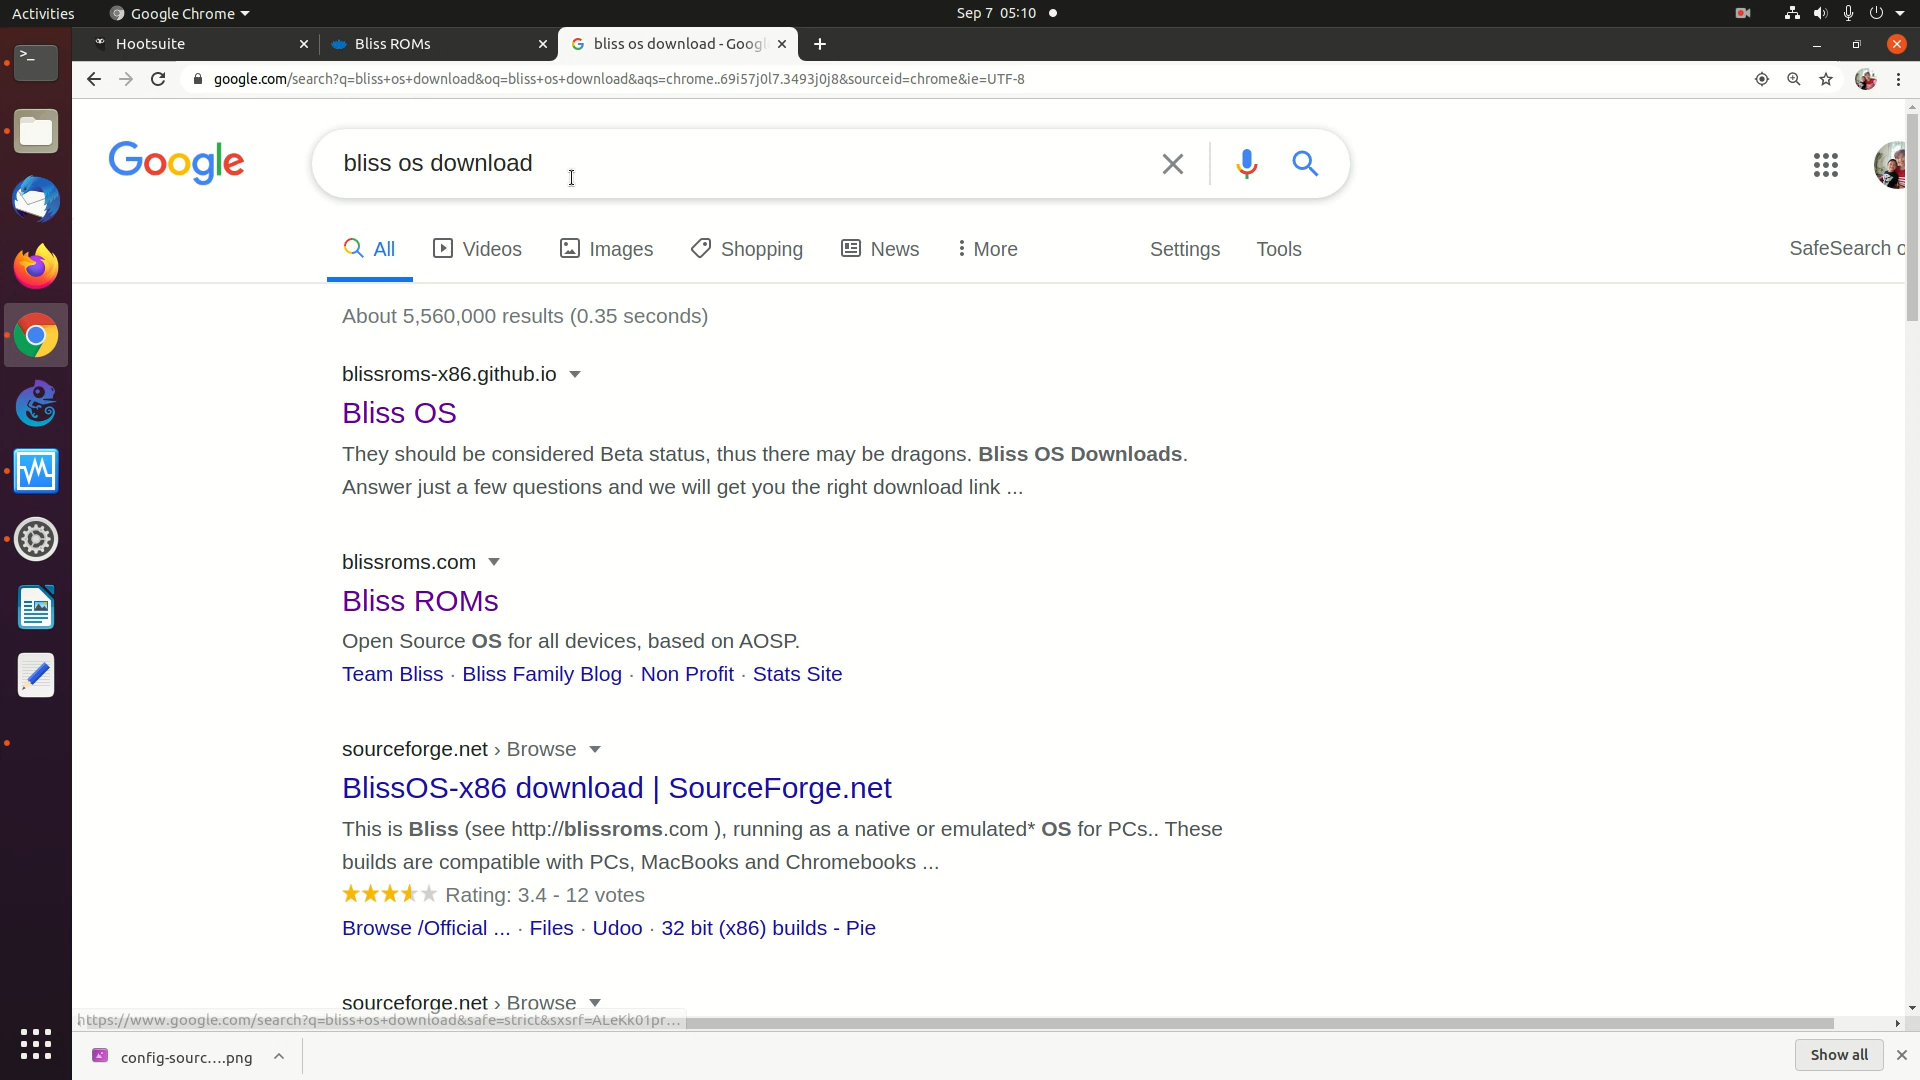 Activities
Google Chrome
Sep 7 05:10
Hootsuite
Bliss ROMs
bliss os download - Googl
google.com/search?q=bliss+os+download&oq=bliss+os+download&aqs=chrome..69i57j0l7.3493j0j8&sourceid=chrome&ie=UTF-8
Google
bliss os download
All
Videos
Images
Shopping
News
More
Settings
Tools
SafeSearch o
About 5,560,000 results (0.35 seconds)
blissroms-x86.github.io
Bliss OS
They should be considered Beta status, thus there may be dragons. Bliss OS Downloads.
Answer just a few questions and we will get you the right download link ...
blissroms.com
Bliss ROMs
Open Source OS for all devices, based on AOSP.
Team Bliss · Bliss Family Blog · Non Profit · Stats Site
sourceforge.net › Browse
BlissOS-x86 download | SourceForge.net
This is Bliss (see http://blissroms.com ), running as a native or emulated* OS for PCs.. These
builds are compatible with PCs, MacBooks and Chromebooks ...
Rating: 3.4 - 12 votes
Browse /Official ... · Files · Udoo · 32 bit (x86) builds - Pie
sourceforge.net › Browse
https://www.google.com/search?q=bliss+os+download&safe=strict&sxsrf=ALeKk01pr...
config-sourc....png
Show all